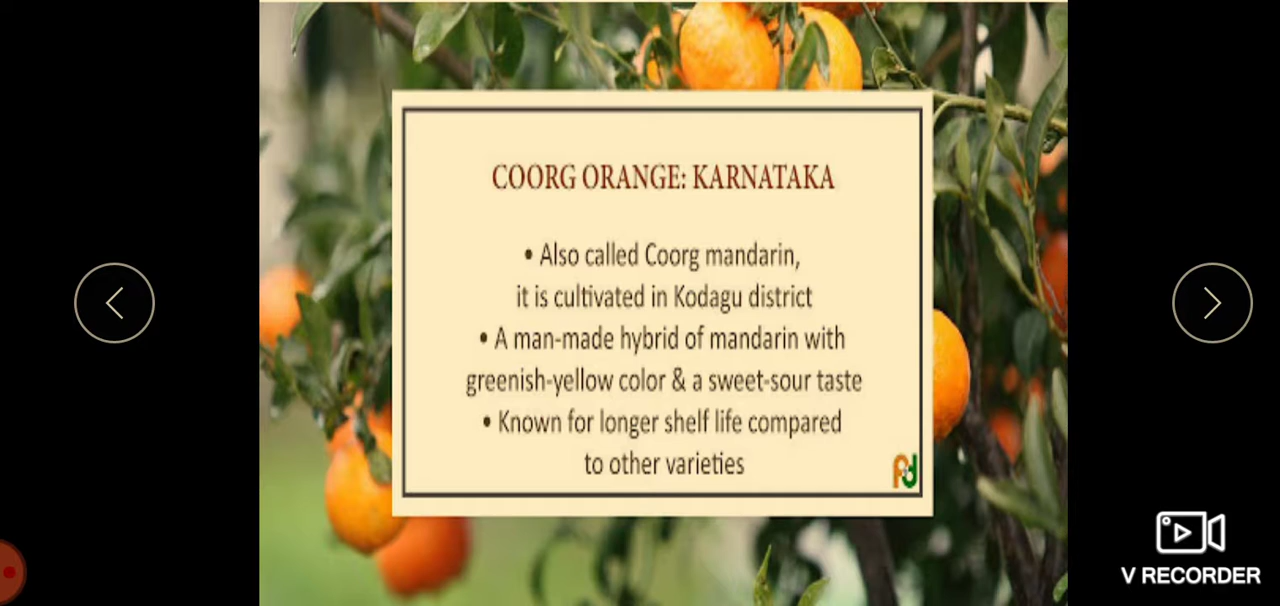 COORG ORANGE: KARNATAKA
• Also called Coorg mandarin,
it is cultivated in Kodagu district
• A man-made hybrid of mandarin with
greenish-yellow color & a sweet-sour taste
• Known for longer shelf life compared
to other varieties
V RECORDER